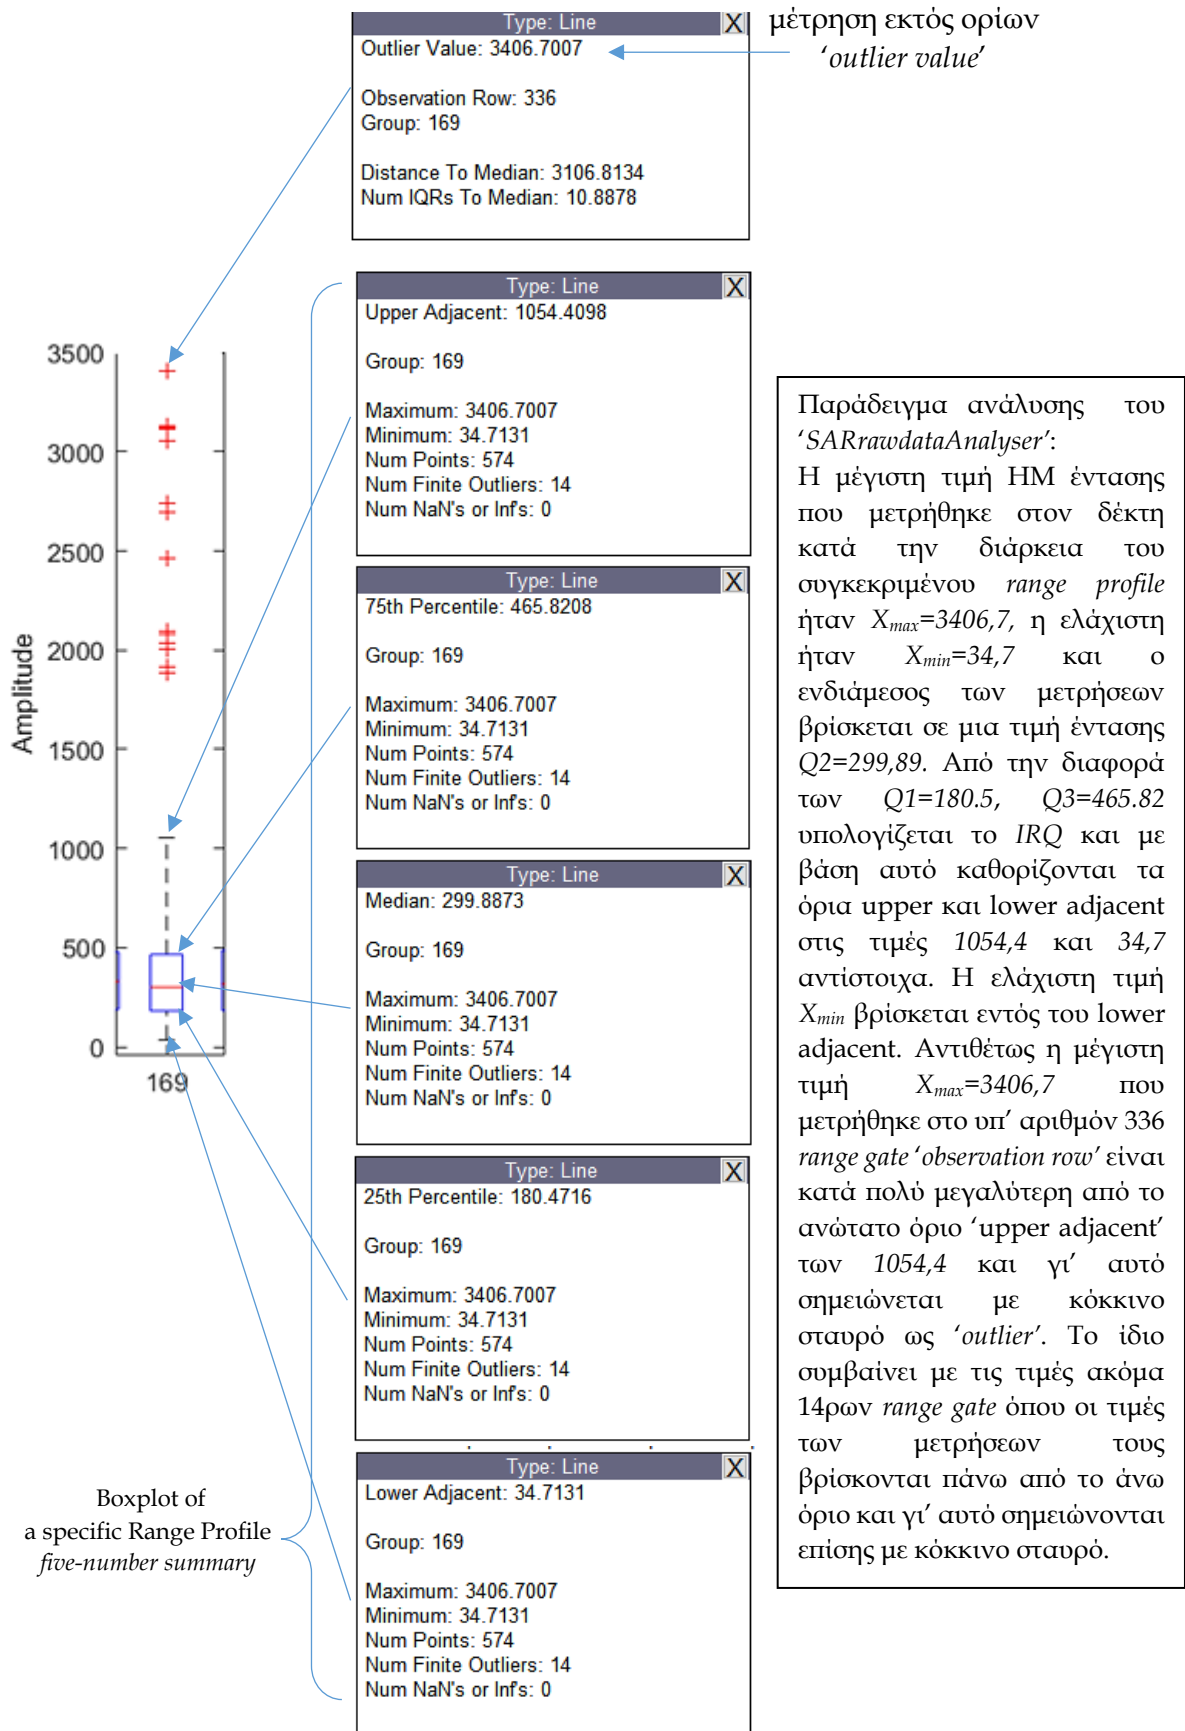 μέτρηση εκτός ορίων
‘outlier value’
Type: Line X
Outlier Value: 3406.7007
Observation Row: 336
Group: 169
Distance To Median: 3106.8134
Num IQRs To Median: 10.8878
Type: Line X
Upper Adjacent: 1054.4098
Group: 169
Maximum: 3406.7007
Minimum: 34.7131
Num Points: 574
Num Finite Outliers: 14
Num NaN's or Inf's: 0
Type: Line X
75th Percentile: 465.8208
Group: 169
Maximum: 3406.7007
Minimum: 34.7131
Num Points: 574
Num Finite Outliers: 14
Num NaN's or Inf's: 0
Type: Line X
Median: 299.8873
Group: 169
Maximum: 3406.7007
Minimum: 34.7131
Num Points: 574
Num Finite Outliers: 14
Num NaN's or Inf's: 0
Type: Line X
25th Percentile: 180.4716
Group: 169
Maximum: 3406.7007
Minimum: 34.7131
Num Points: 574
Num Finite Outliers: 14
Num NaN's or Inf's: 0
Type: Line X
Lower Adjacent: 34.7131
Group: 169
Maximum: 3406.7007
Minimum: 34.7131
Num Points: 574
Num Finite Outliers: 14
Num NaN's or Inf's: 0
Amplitude
3500
3000
2500
2000
1500
1000
500
0
169
Boxplot of
a specific Range Profile
five-number summary
Παράδειγμα ανάλυσης του
‘SARrawdataAnalyser’:
Η μέγιστη τιμή ΗΜ έντασης
που μετρήθηκε στον δέκτη
κατά την διάρκεια του
συγκεκριμένου range profile
ήταν Xmax=3406,7, η ελάχιστη
ήταν Xmin=34,7 και ο
ενδιάμεσος των μετρήσεων
βρίσκεται σε μια τιμή έντασης
Q2=299,89. Από την διαφορά
των Q1=180.5, Q3=465.82
υπολογίζεται το IRQ και με
βάση αυτό καθορίζονται τα
όρια upper και lower adjacent
στις τιμές 1054,4 και 34,7
αντίστοιχα. Η ελάχιστη τιμή
Xmin βρίσκεται εντός του lower
adjacent. Αντιθέτως η μέγιστη
τιμή Xmax=3406,7 που
μετρήθηκε στο υπ’ αριθμόν 336
range gate ‘observation row’ είναι
κατά πολύ μεγαλύτερη από το
ανώτατο όριο ‘upper adjacent’
των 1054,4 και γι’ αυτό
σημειώνεται με κόκκινο
σταυρό ως ‘outlier’. Το ίδιο
συμβαίνει με τις τιμές ακόμα
14ρων range gate όπου οι τιμές
των μετρήσεων τους
βρίσκονται πάνω από το άνω
όριο και γι’ αυτό σημειώνονται
επίσης με κόκκινο σταυρό.